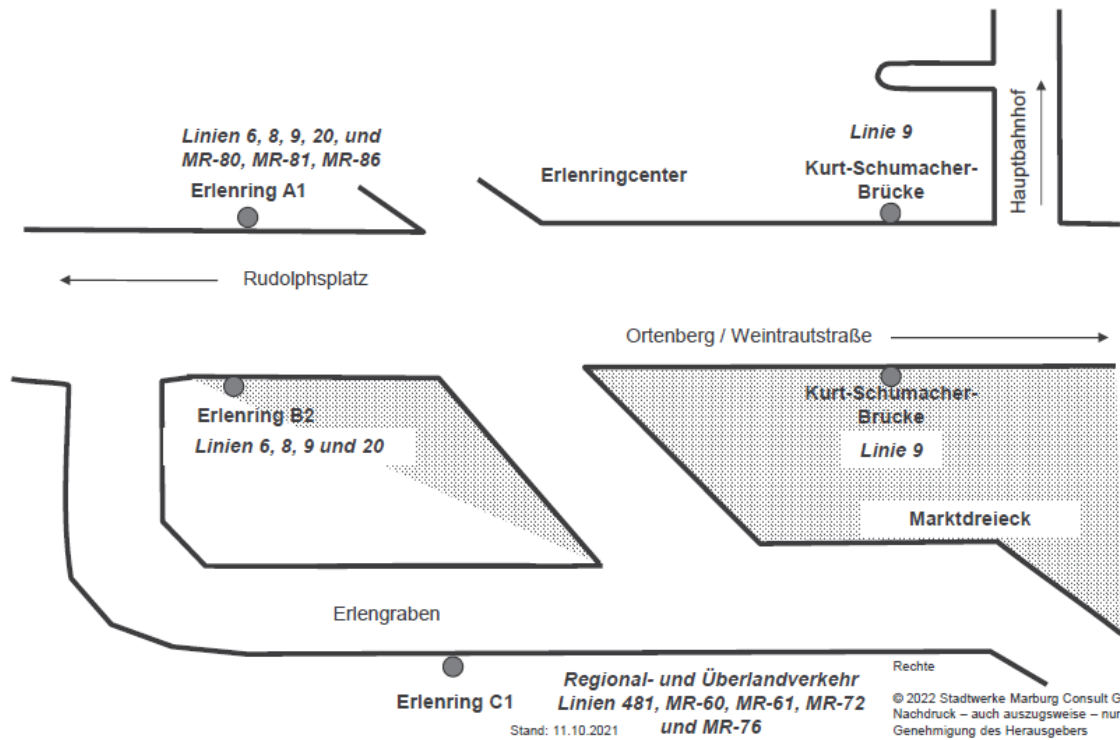 Linien 6, 8, 9, 20, und
MR-80, MR-81, MR-86
Erlenring A1
Erlenringcenter
Linie 9
Kurt-Schumacher-
Brücke
Hauptbahnhof
Rudolphsplatz
Ortenberg / Weintrautstraße
Erlenring B2
Linien 6, 8, 9 und 20
Kurt-Schumacher-
Brücke
Linie 9
Marktdreieck
Erlengraben
Erlenring C1
Regional- und Überlandverkehr
Linien 481, MR-60, MR-61, MR-72
und MR-76
Stand: 11.10.2021
Rechte
© 2022 Stadtwerke Marburg Consult G
Nachdruck – auch auszugsweise – nur
Genehmigung des Herausgebers